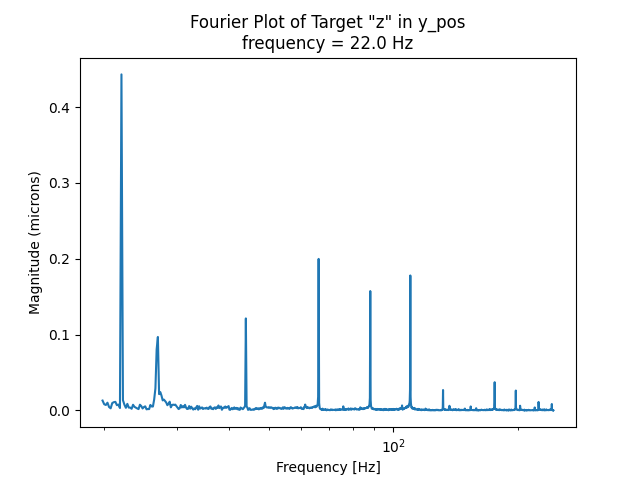 Fourier Plot of Target "z" in y_pos
frequency = 22.0 Hz
0.4
0.3
0.2
0.1
0.0
Magnitude (microns)
10²
Frequency [Hz]